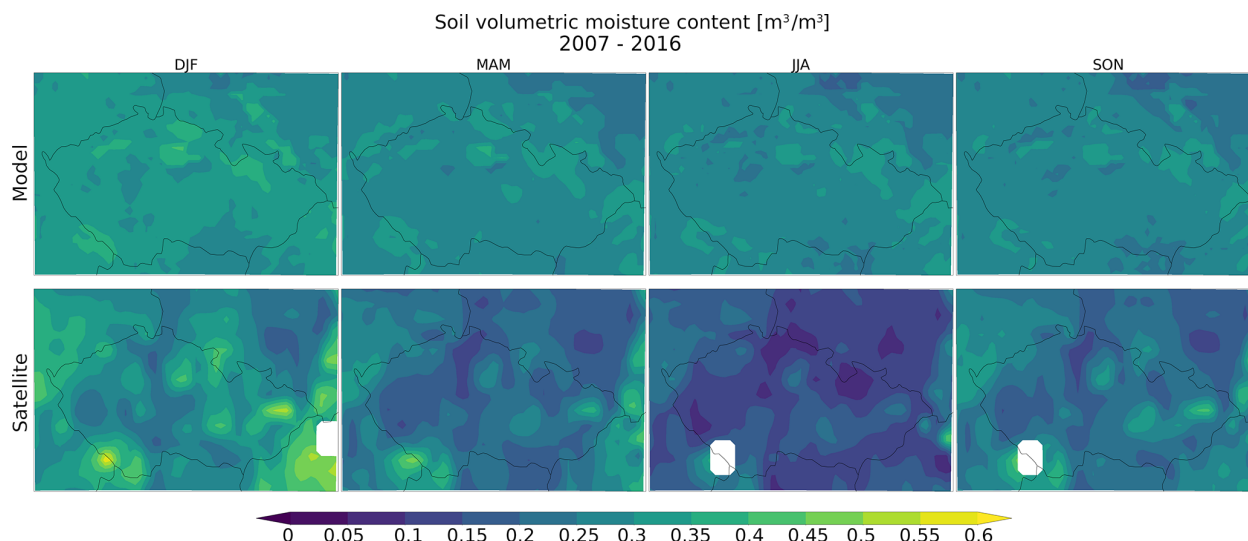 Soil volumetric moisture content [m³/m³]
2007 - 2016
DJF MAM JJA SON
Model
Satellite
0 0.05 0.1 0.15 0.2 0.25 0.3 0.35 0.4 0.45 0.5 0.55 0.6